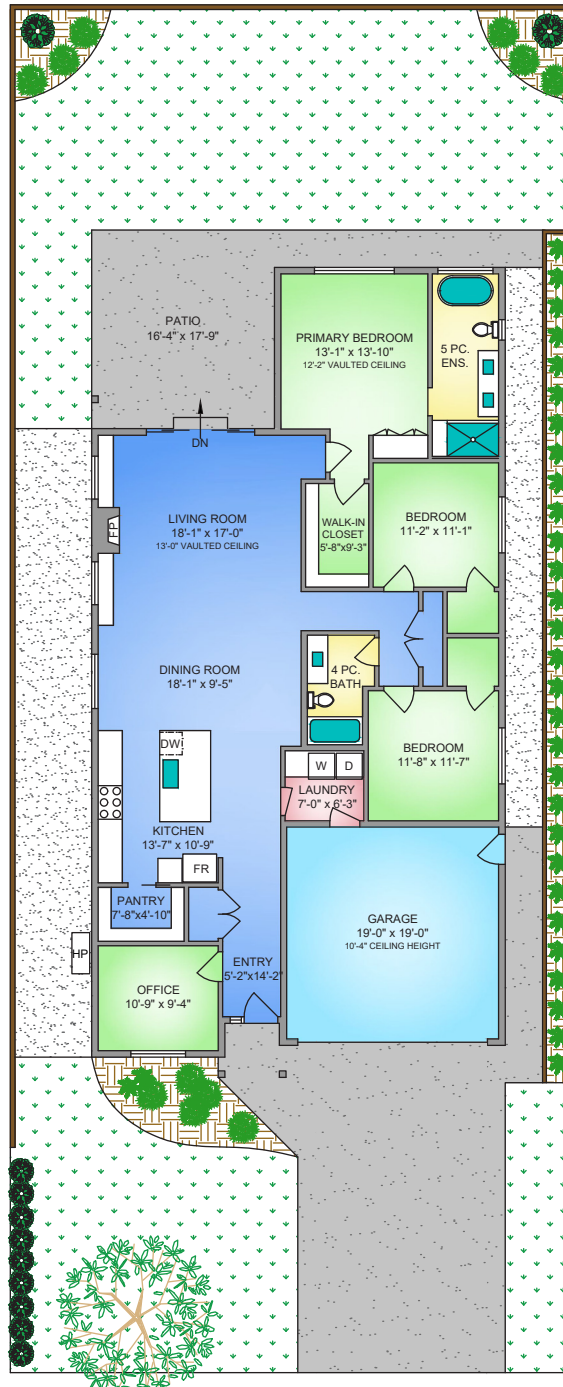 PATIO
16'-4" x 17'-9"
PRIMARY BEDROOM
13'-1" x 13'-10"
12'-2" VAULTED CEILING
5 PC.
ENS.
DN
LIVING ROOM
18'-1" x 17'-0"
13'-0" VAULTED CEILING
FP
WALK-IN
CLOSET
5'-8"x9'-3"
BEDROOM
11'-2" x 11'-1"
DINING ROOM
18'-1" x 9'-5"
4 PC.
BATH
DW
BEDROOM
11'-8" x 11'-7"
W
D
LAUNDRY
7'-0" x 6'-3"
KITCHEN
13'-7" x 10'-9"
FR
PANTRY
7'-8"x4'-10"
GARAGE
19'-0" x 19'-0"
10'-4" CEILING HEIGHT
HP
ENTRY
5'-2"x14'-2"
OFFICE
10'-9" x 9'-4"